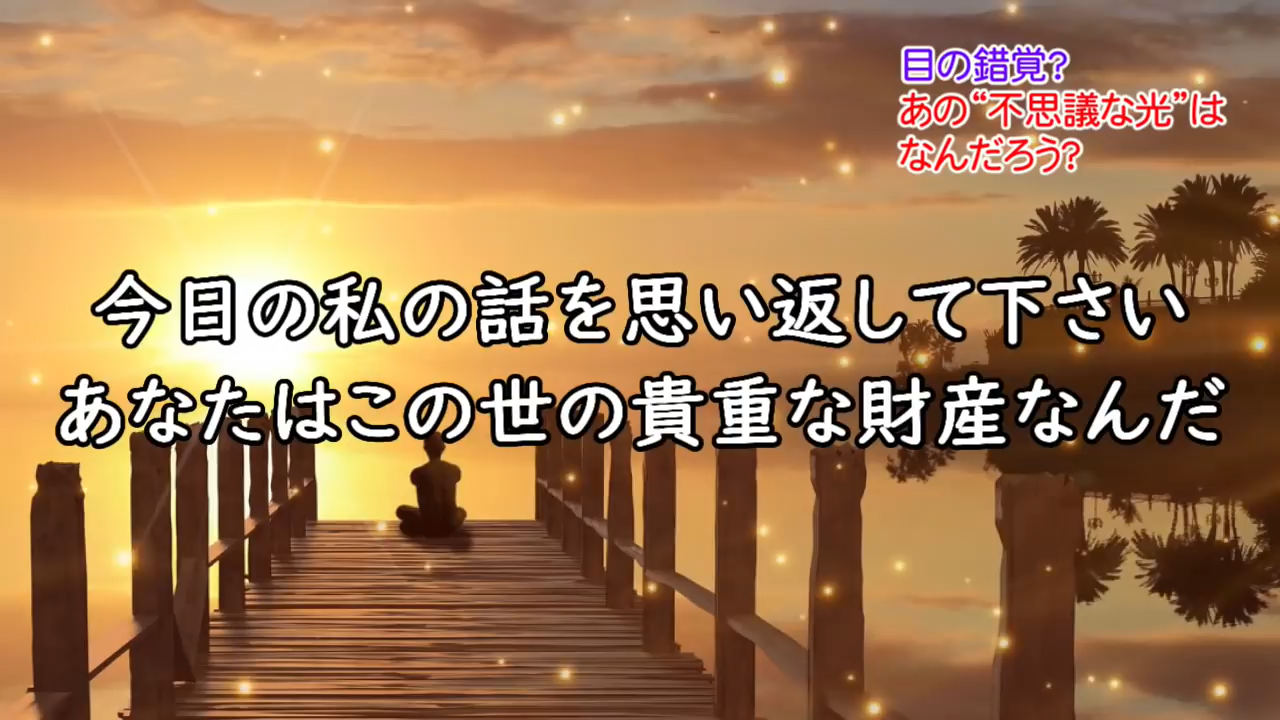 目の錯覚?
あの“不思議な光”は
なんだろう?
今日の私の話を思い返して下さい
あなたはこの世の貴重な財産なんだ